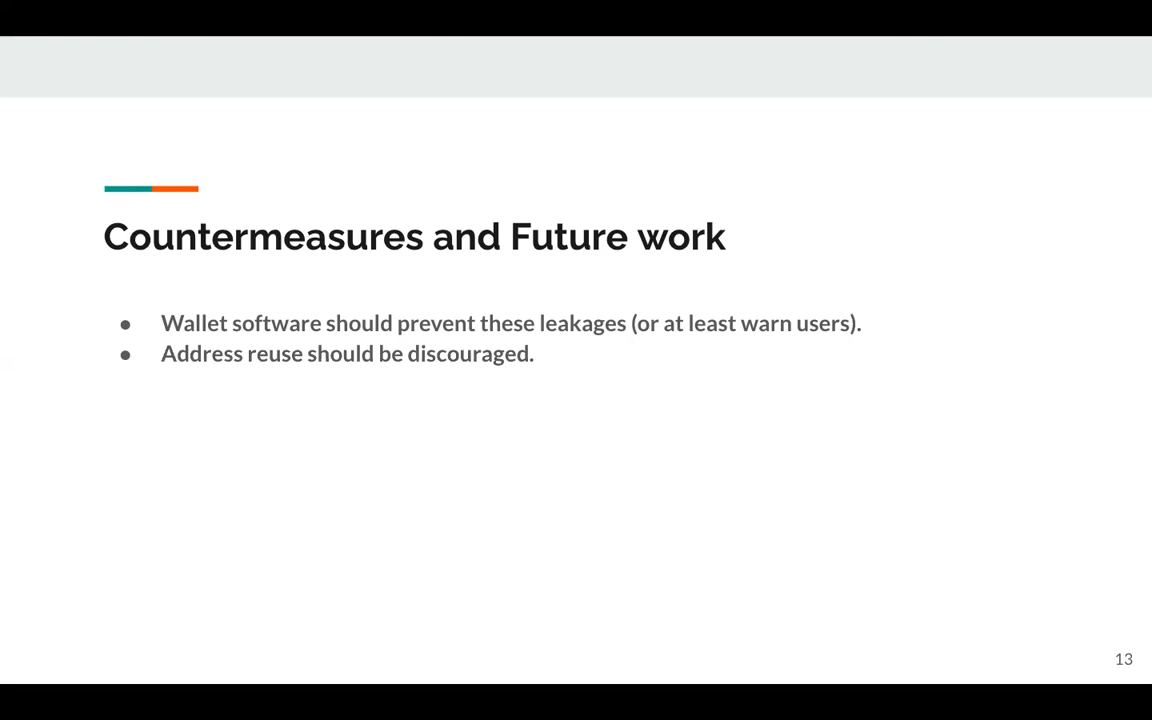 Countermeasures and Future work
● Wallet software should prevent these leakages (or at least warn users).
● Address reuse should be discouraged.
13